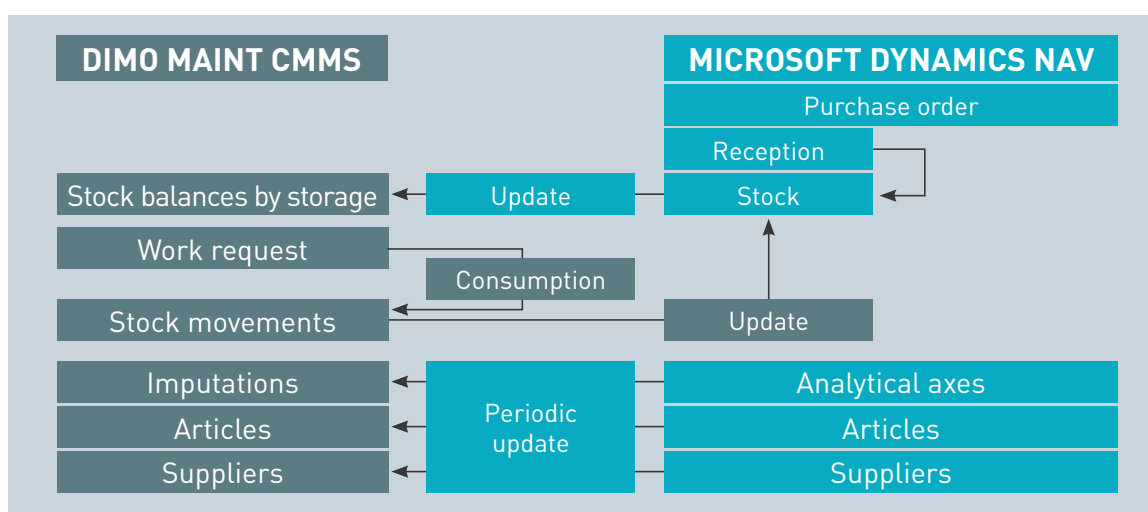 DIMO MAINT CMMS
MICROSOFT DYNAMICS NAV
Purchase order
Reception
Stock balances by storage
Update
Stock
Work request
Consumption
Stock movements
Update
Imputations
Analytical axes
Periodic
update
Articles
Articles
Suppliers
Suppliers